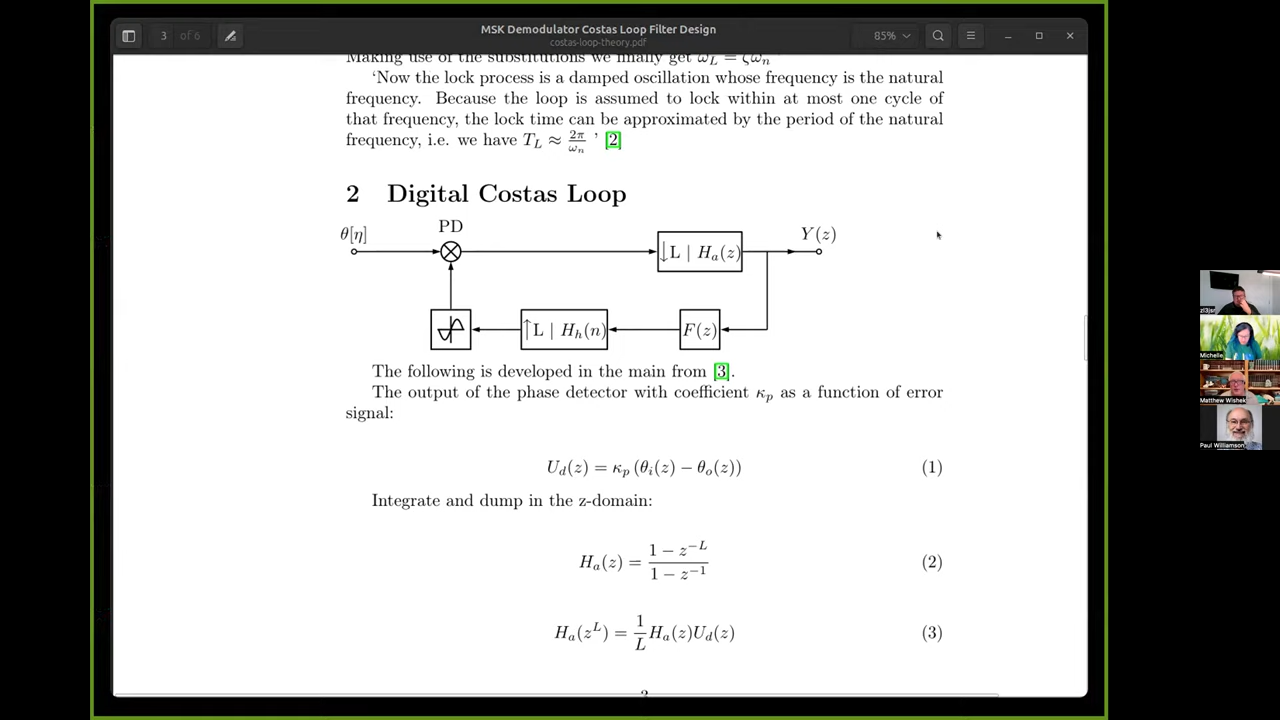 3 of 6
MSK Demodulator Costas Loop Filter Design
costas-loop-theory.pdf
85%
Making use of the substitutions we finally get ω_L = ζω_n
‘Now the lock process is a damped oscillation whose frequency is the natural
frequency. Because the loop is assumed to lock within at most one cycle of
that frequency, the lock time can be approximated by the period of the natural
frequency, i.e. we have T_L ≈ 2π/ω_n ’ [2]
2 Digital Costas Loop
PD
θ[η]
Y(z)
↓L | H_a(z)
↑L | H_h(n)
F(z)
The following is developed in the main from [3].
The output of the phase detector with coefficient κ_p as a function of error
signal:
U_d(z) = κ_p (θ_i(z) − θ_o(z)) (1)
Integrate and dump in the z-domain:
H_a(z) = (1 − z^{−L})/(1 − z^{−1}) (2)
H_a(z^L) = 1/L H_a(z)U_d(z) (3)
zl3jsr
Michelle
Matthew Wishek
Paul Williamson